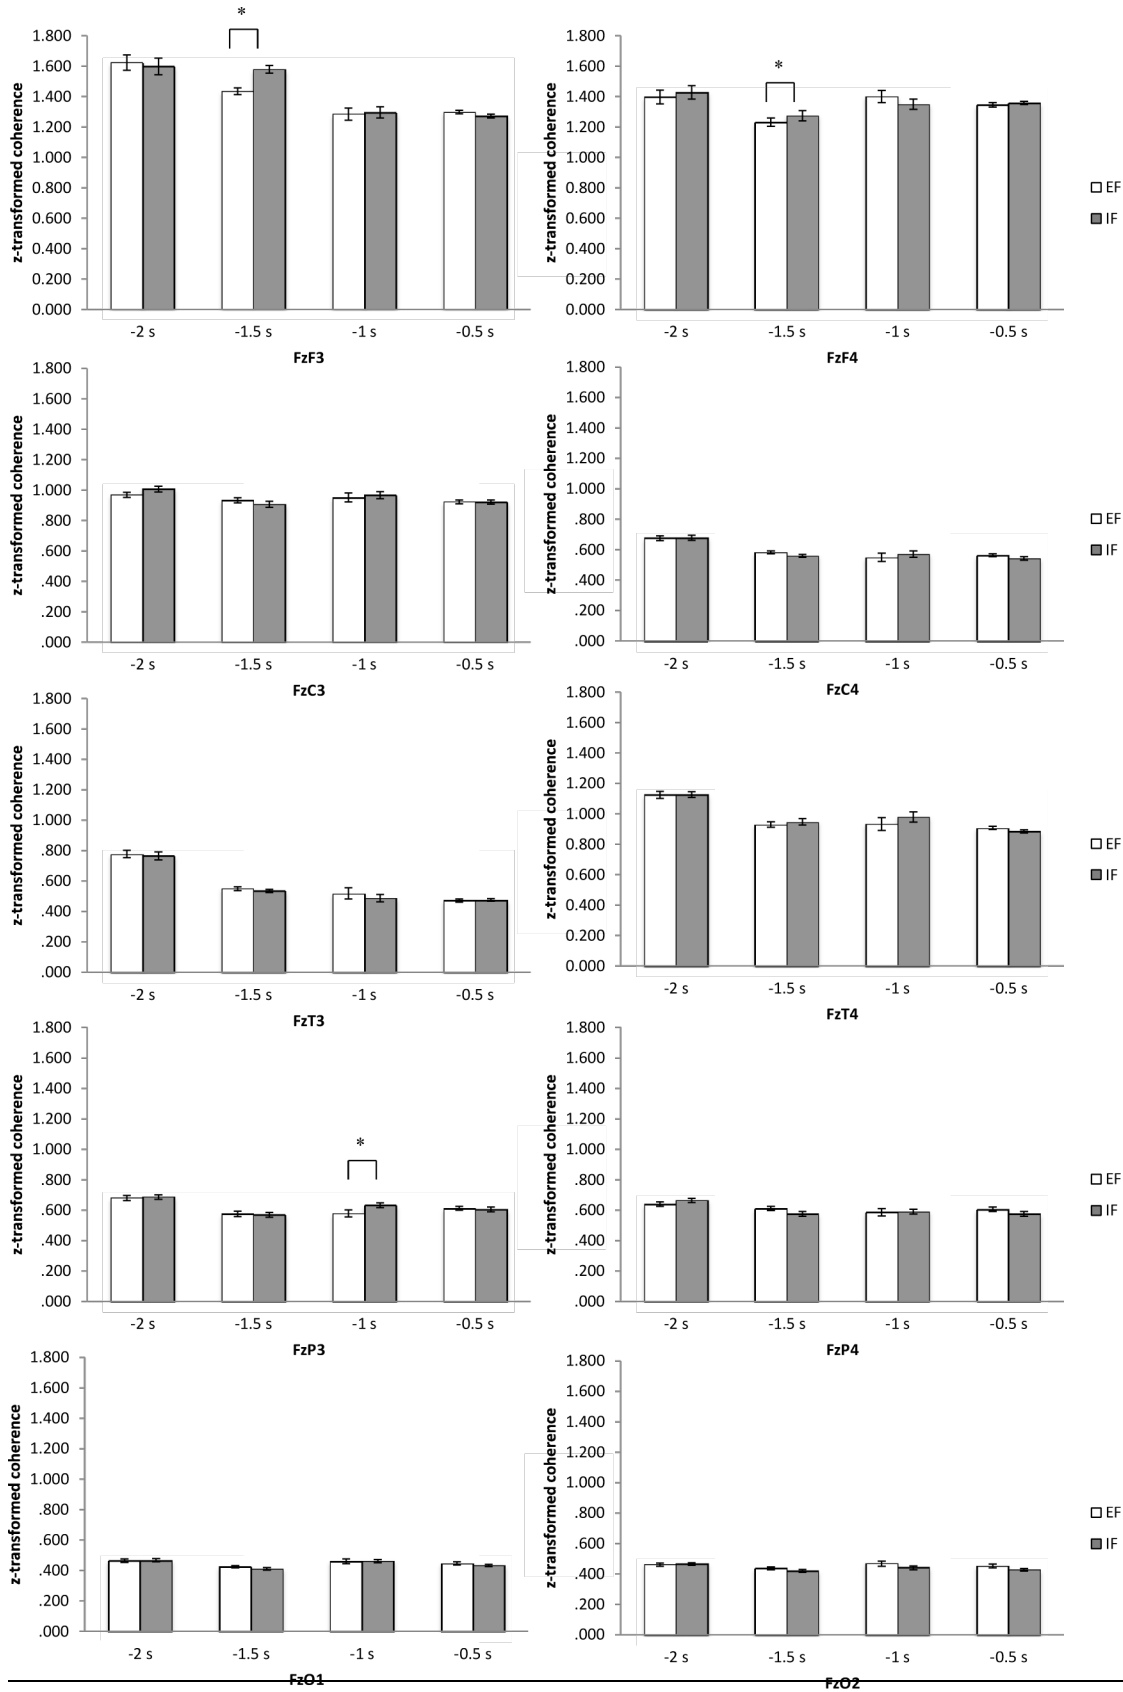 *
z-transformed coherence
1.800
1.600
1.400
1.200
1.000
0.800
0.600
0.400
0.200
0.000
-2 s -1.5 s -1 s -0.5 s
FzF3
*
z-transformed coherence
1.800
1.600
1.400
1.200
1.000
0.800
0.600
0.400
0.200
0.000
-2 s -1.5 s -1 s -0.5 s
FzF4
EF
IF
z-transformed coherence
1.800
1.600
1.400
1.200
1.000
.800
.600
.400
.200
.000
-2 s -1.5 s -1 s -0.5 s
FzC3
z-transformed coherence
1.800
1.600
1.400
1.200
1.000
.800
.600
.400
.200
.000
-2 s -1.5 s -1 s -0.5 s
FzC4
EF
IF
z-transformed coherence
1.800
1.600
1.400
1.200
1.000
.800
.600
.400
.200
.000
-2 s -1.5 s -1 s -0.5 s
FzT3
z-transformed coherence
1.800
1.600
1.400
1.200
1.000
0.800
0.600
0.400
0.200
0.000
-2 s -1.5 s -1 s -0.5 s
FzT4
EF
IF
*
z-transformed coherence
1.800
1.600
1.400
1.200
1.000
.800
.600
.400
.200
.000
-2 s -1.5 s -1 s -0.5 s
FzP3
z-transformed coherence
1.800
1.600
1.400
1.200
1.000
.800
.600
.400
.200
.000
-2 s -1.5 s -1 s -0.5 s
FzP4
EF
IF
z-transformed coherence
1.800
1.600
1.400
1.200
1.000
.800
.600
.400
.200
.000
-2 s -1.5 s -1 s -0.5 s
FzO1
z-transformed coherence
1.800
1.600
1.400
1.200
1.000
.800
.600
.400
.200
.000
-2 s -1.5 s -1 s -0.5 s
FzO2
EF
IF